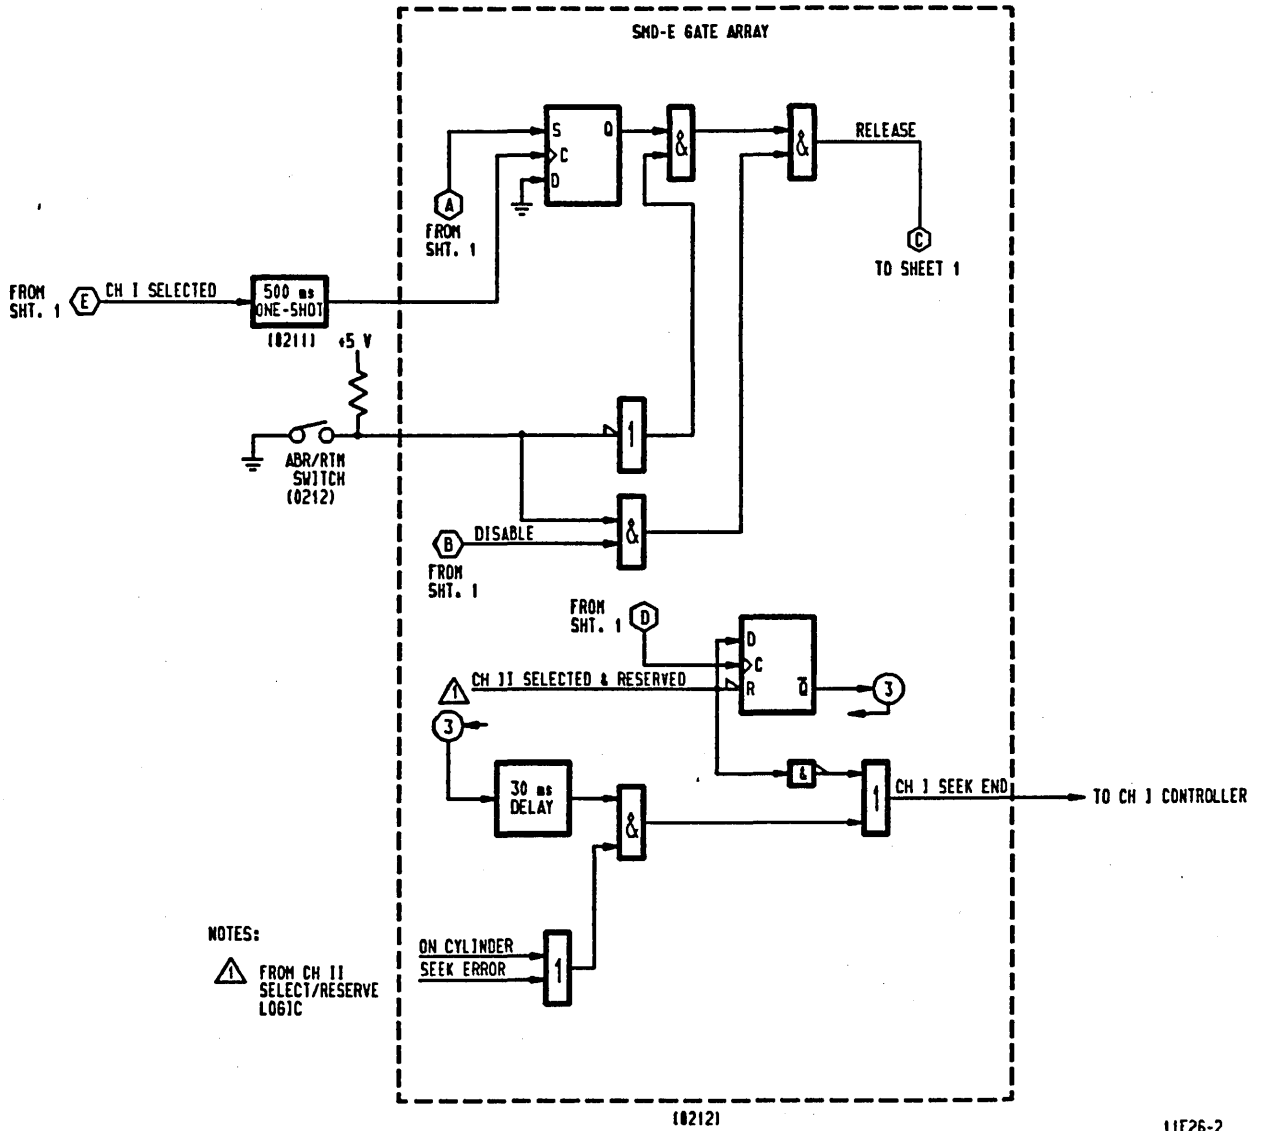 SMD-E GATE ARRAY
S Q
C
D
&
&
RELEASE
A
FROM
SHT. 1
C
TO SHEET 1
FROM
SHT. 1
E
CH I SELECTED
500 ms
ONE-SHOT
(0211)
+5 V
1
ABR/RTM
SWITCH
(0212)
B
DISABLE
&
FROM
SHT. 1
FROM
SHT. 1
D
D
C
R Q̅
1
CH II SELECTED & RESERVED
3
3
30 ms
DELAY
&
&
1
CH I SEEK END
TO CH I CONTROLLER
NOTES:
1
FROM CH II
SELECT/RESERVE
LOGIC
ON CYLINDER
SEEK ERROR
1
(0212)
11E26-2